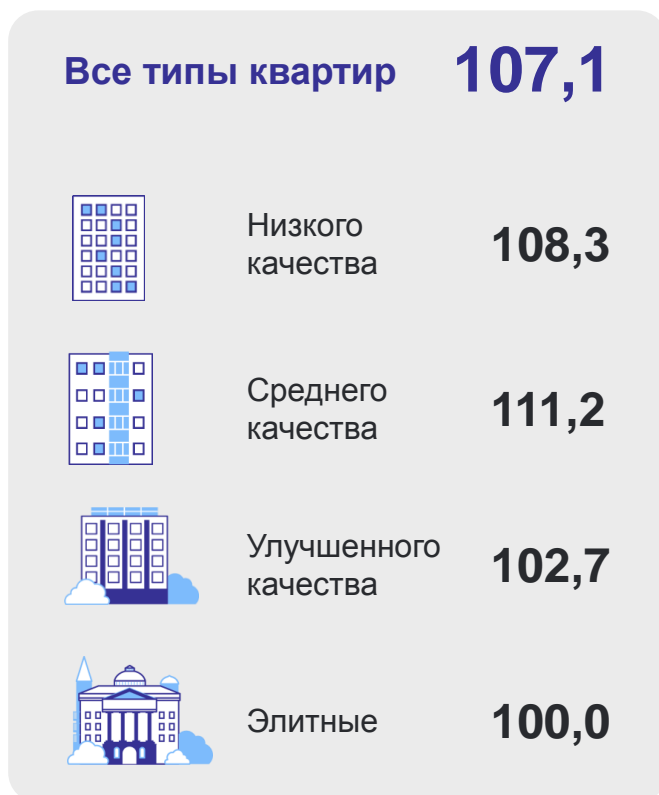 Все типы квартир 107,1
Низкого
качества
108,3
Среднего
качества
111,2
Улучшенного
качества
102,7
Элитные 100,0